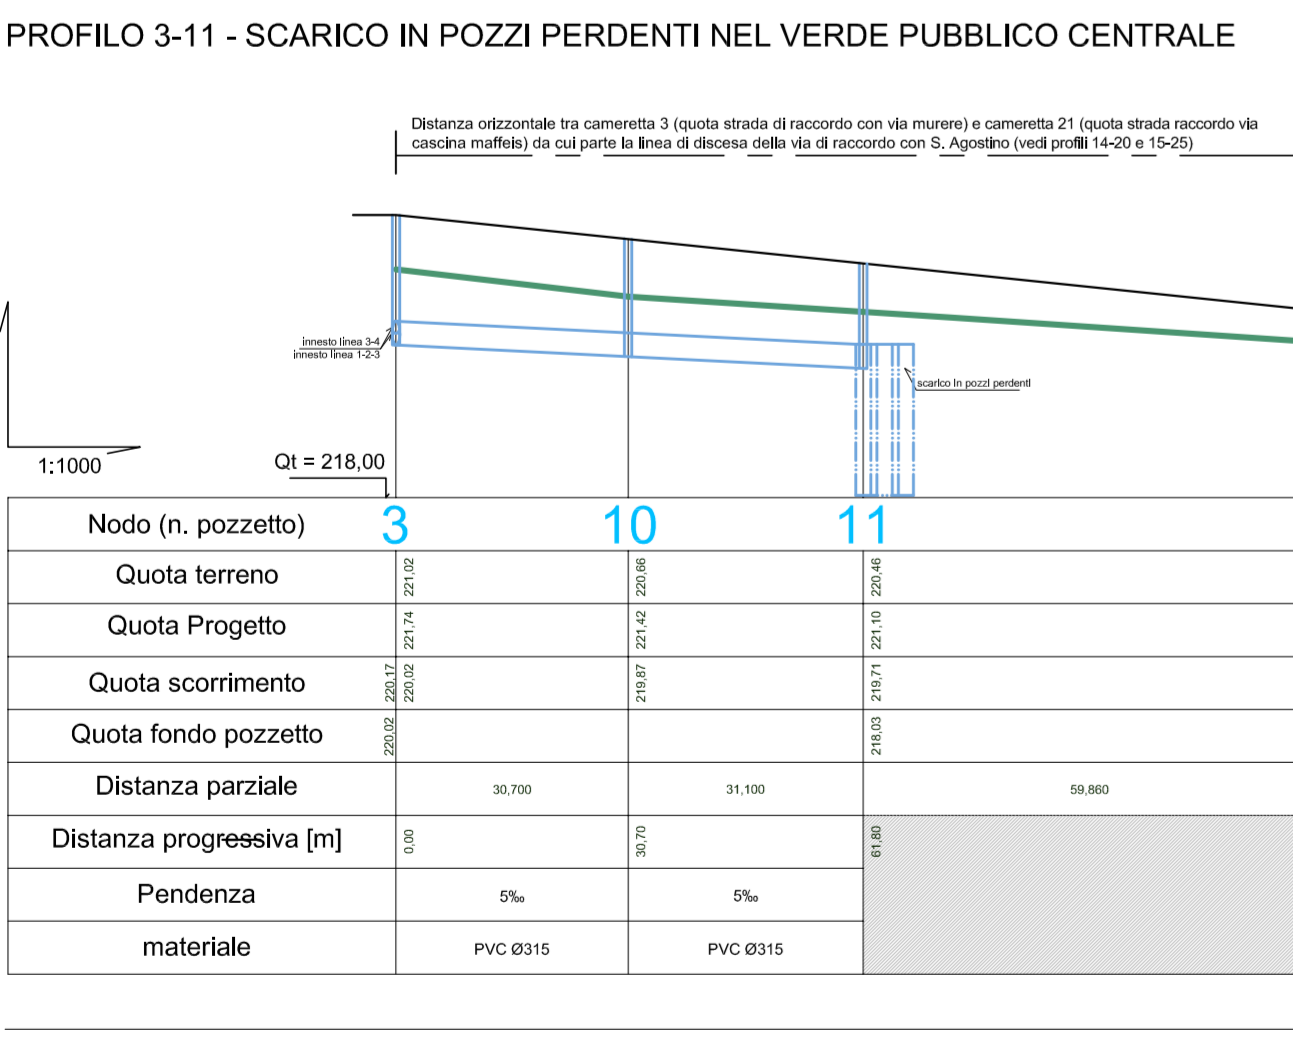 PROFILO 3-11 - SCARICO IN POZZI PERDENTI NEL VERDE PUBBLICO CENTRALE
Distanza orizzontale tra cameretta 3 (quota strada di raccordo con via murere) e cameretta 21 (quota strada raccordo via
cascina maffeis) da cui parte la linea di discesa della via di raccordo con S. Agostino (vedi profili 14-20 e 15-25)
innesto linea 3-4
innesto linea 1-2-3
scarico in pozzi perdenti
1:1000
Qt = 218,00
Nodo (n. pozzetto) 3 10 11
Quota terreno 221,02 220,66 220,46
Quota Progetto 221,74 221,42 221,10
Quota scorrimento 220,17 220,02 219,87 219,71
Quota fondo pozzetto 220,02 218,03
Distanza parziale 30,700 31,100 59,860
Distanza progressiva [m] 0,00 30,70 61,80
Pendenza 5‰ 5‰
materiale PVC Ø315 PVC Ø315